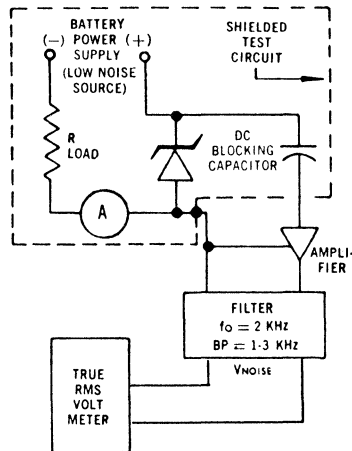 BATTERY
(-) POWER (+)
SUPPLY
(LOW NOISE
SOURCE)
SHIELDED
TEST
CIRCUIT
R
LOAD
DC
BLOCKING
CAPACITOR
A
AMPLI-
FIER
FILTER
fo = 2 KHz
BP = 1-3 KHz
VNOISE
TRUE
RMS
VOLT
METER